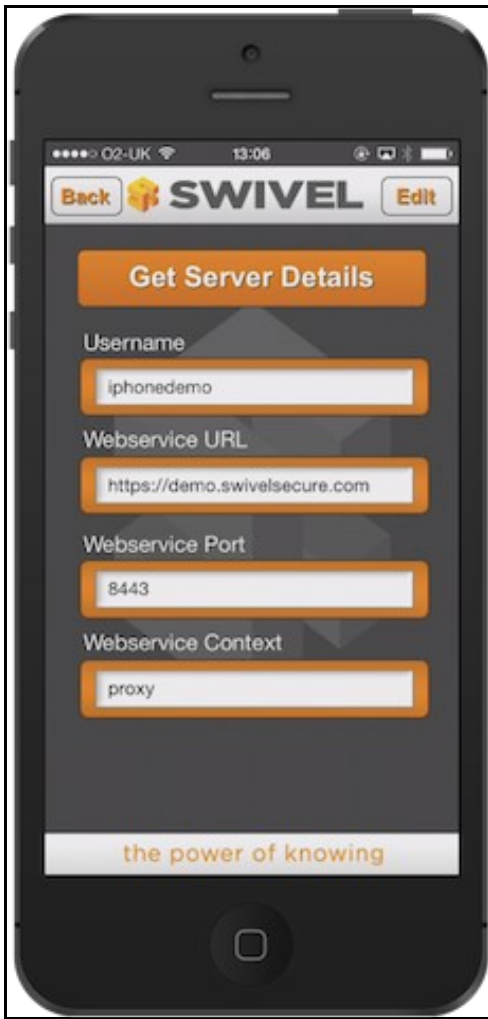 O2-UK 13:06
Back SWIVEL Edit
Get Server Details
Username
iphonedemo
Webservice URL
https://demo.swivelsecure.com
Webservice Port
8443
Webservice Context
proxy
the power of knowing